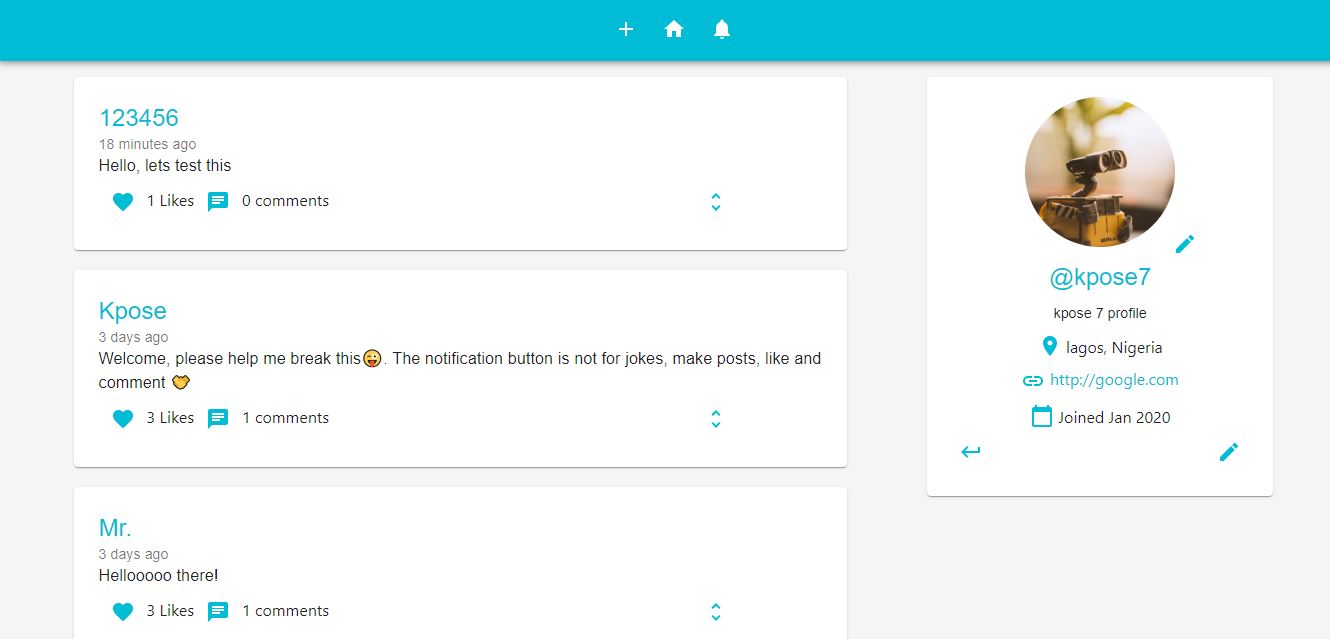 123456
18 minutes ago
Hello, lets test this
1 Likes 0 comments
Kpose
3 days ago
Welcome, please help me break this😜. The notification button is not for jokes, make posts, like and
comment
3 Likes 1 comments
Mr.
3 days ago
Hellooooo there!
3 Likes 1 comments
WALL·E
@kpose7
kpose 7 profile
lagos, Nigeria
http://google.com
Joined Jan 2020